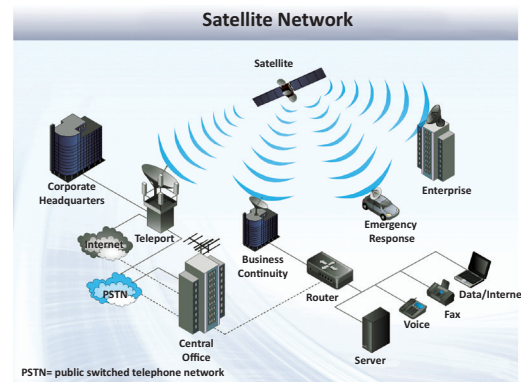 Satellite Network
Satellite
Corporate
Headquarters
Enterprise
Teleport
Internet
Emergency
Response
Business
Continuity
PSTN
Router
Data/Internet
Fax
Voice
Central
Office
Server
PSTN= public switched telephone network